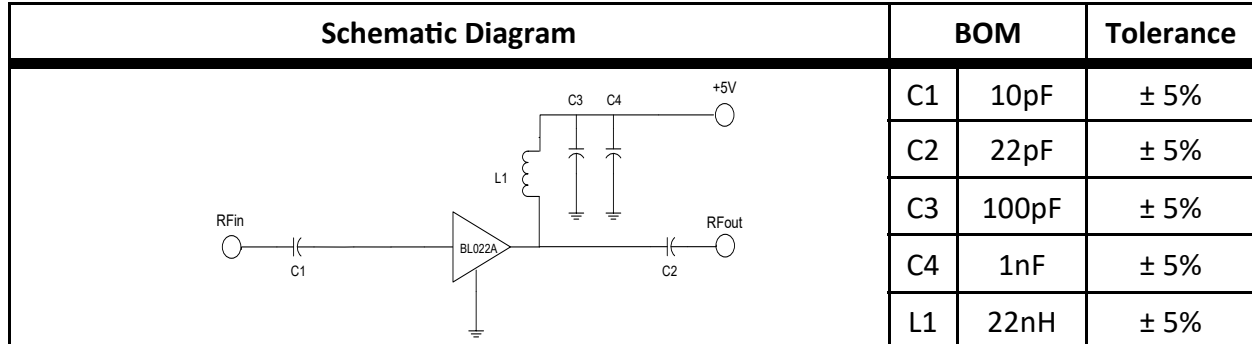 Schematic Diagram BOM Tolerance
C3 C4 +5V
L1
RFin
BL022A
RFout
C1
C2
C1 10pF ± 5%
C2 22pF ± 5%
C3 100pF ± 5%
C4 1nF ± 5%
L1 22nH ± 5%